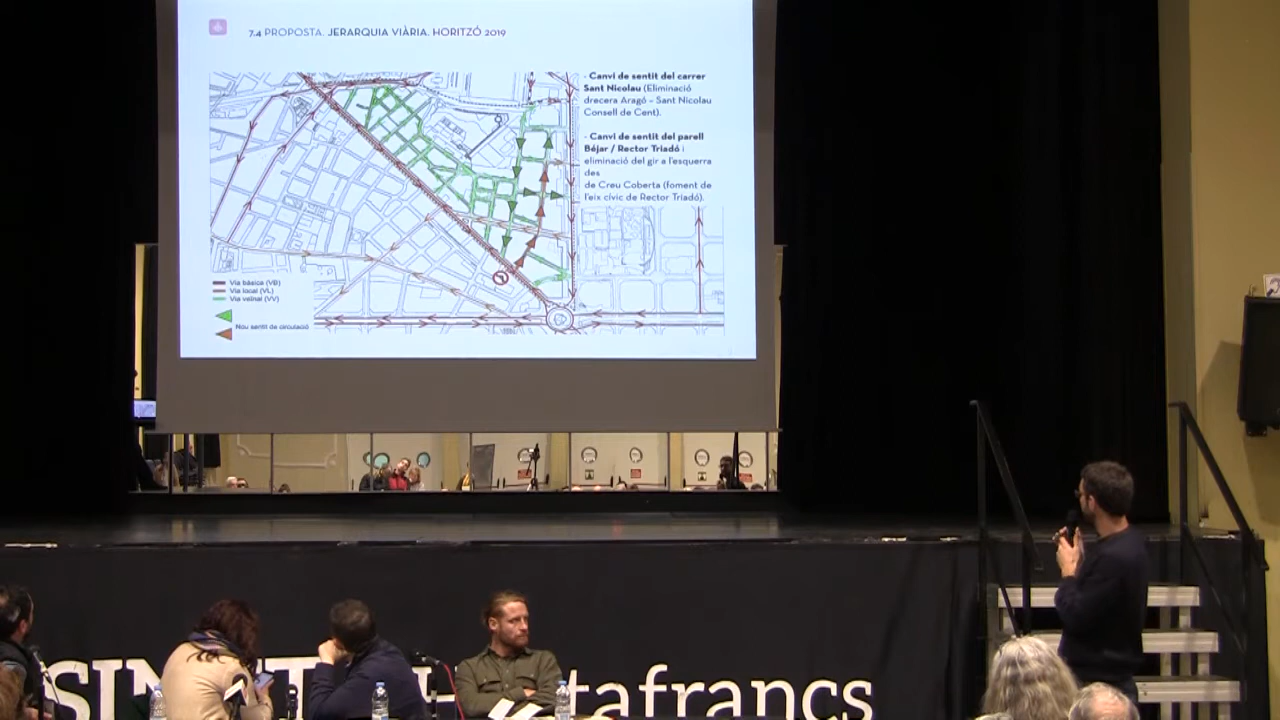 7.4 PROPOSTA. JERARQUIA VIÀRIA. HORITZÓ 2019
- Canvi de sentit del carrer
Sant Nicolau (Eliminació
drecera Aragó – Sant Nicolau
Consell de Cent).
- Canvi de sentit del parell
Béjar / Rector Triadó i
eliminació del gir a l'esquerra
des
de Creu Coberta (foment de
l'eix cívic de Rector Triadó).
Via bàsica (VB)
Via local (VL)
Via veïnal (VV)
Nou sentit de circulació
tafrancs